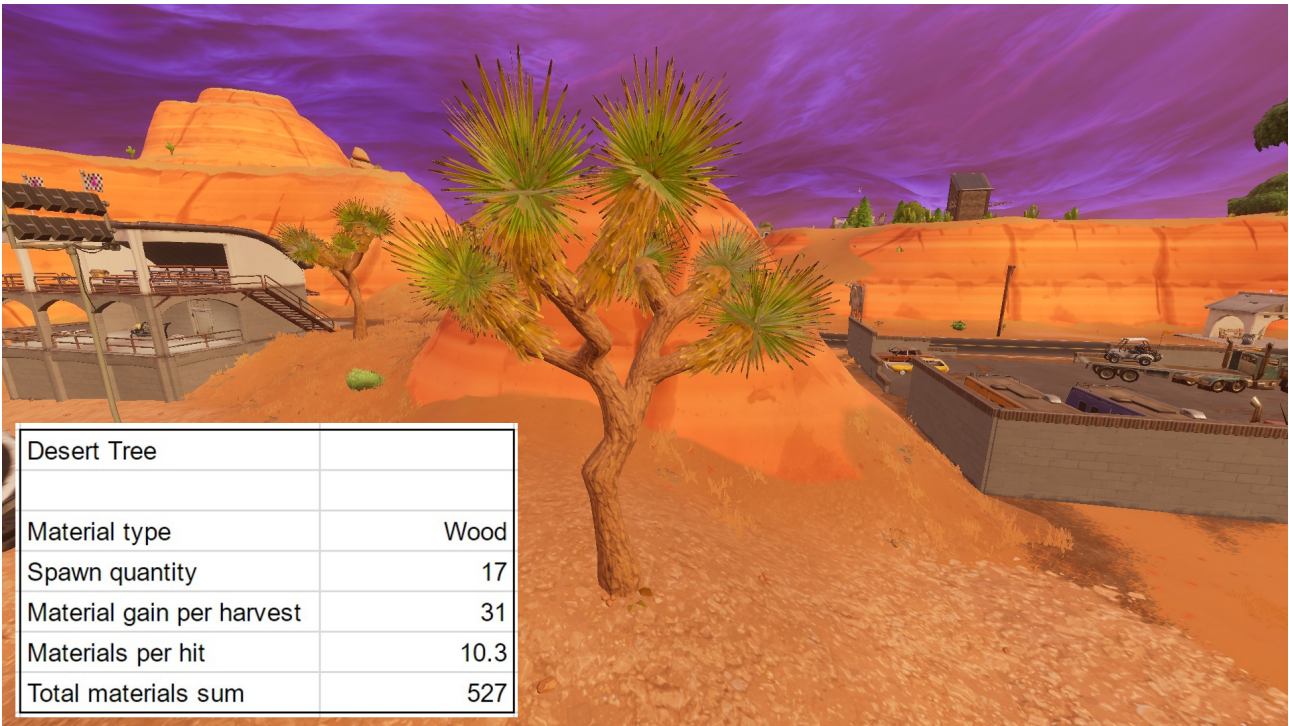 Desert Tree
Material type Wood
Spawn quantity 17
Material gain per harvest 31
Materials per hit 10.3
Total materials sum 527